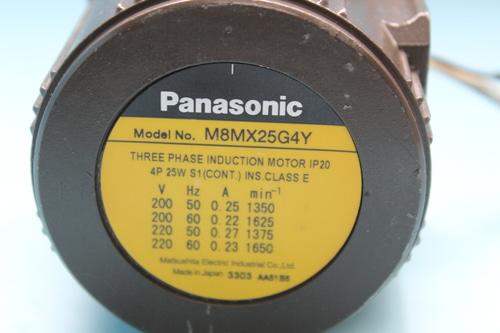 Panasonic
Model No. M8MX25G4Y
THREE PHASE INDUCTION MOTOR IP20
4P 25W S1(CONT.) INS.CLASS E
V Hz A min⁻¹
200 50 0.25 1350
200 60 0.22 1625
220 50 0.27 1375
220 60 0.23 1650
Matsushita Electric Industrial Co.,Ltd.
Made in Japan 3303